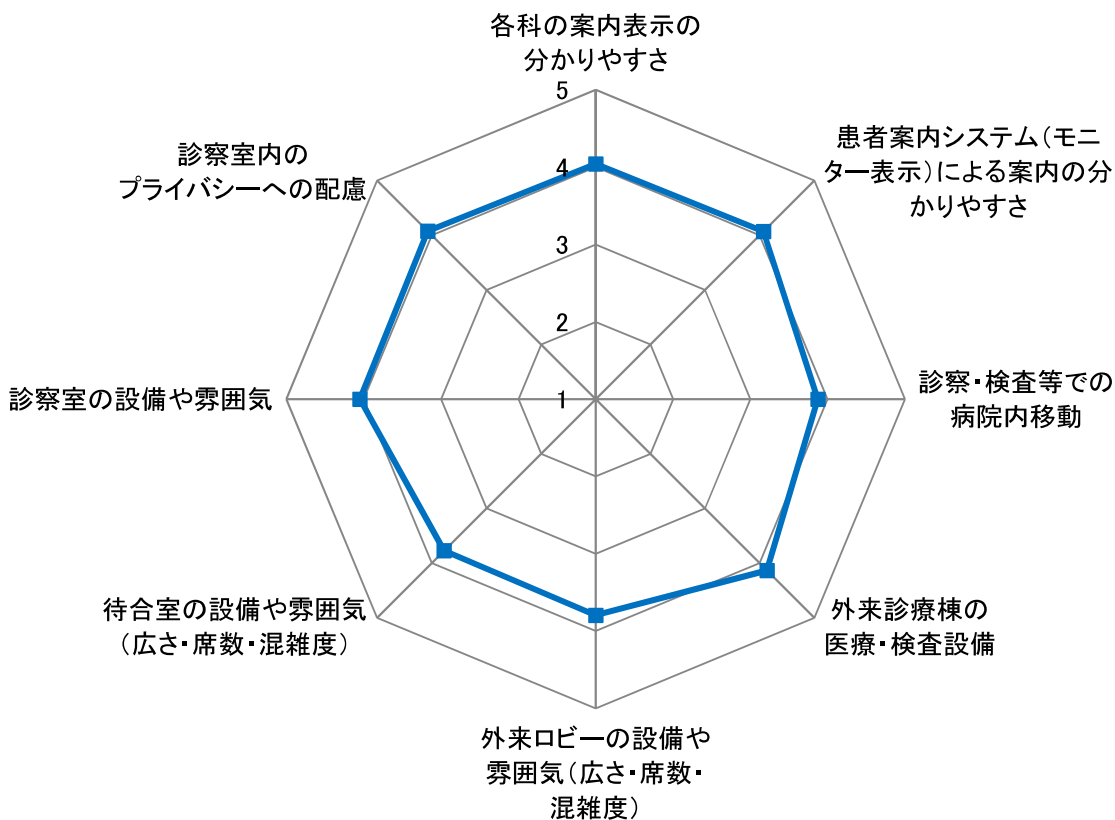 各科の案内表示の
分かりやすさ
患者案内システム(モニ
ター表示)による案内の分
かりやすさ
診察・検査等での
病院内移動
外来診療棟の
医療・検査設備
外来ロビーの設備や
雰囲気(広さ・席数・
混雑度)
待合室の設備や雰囲気
(広さ・席数・混雑度)
診察室の設備や雰囲気
診察室内の
プライバシーへの配慮
5
4
3
2
1